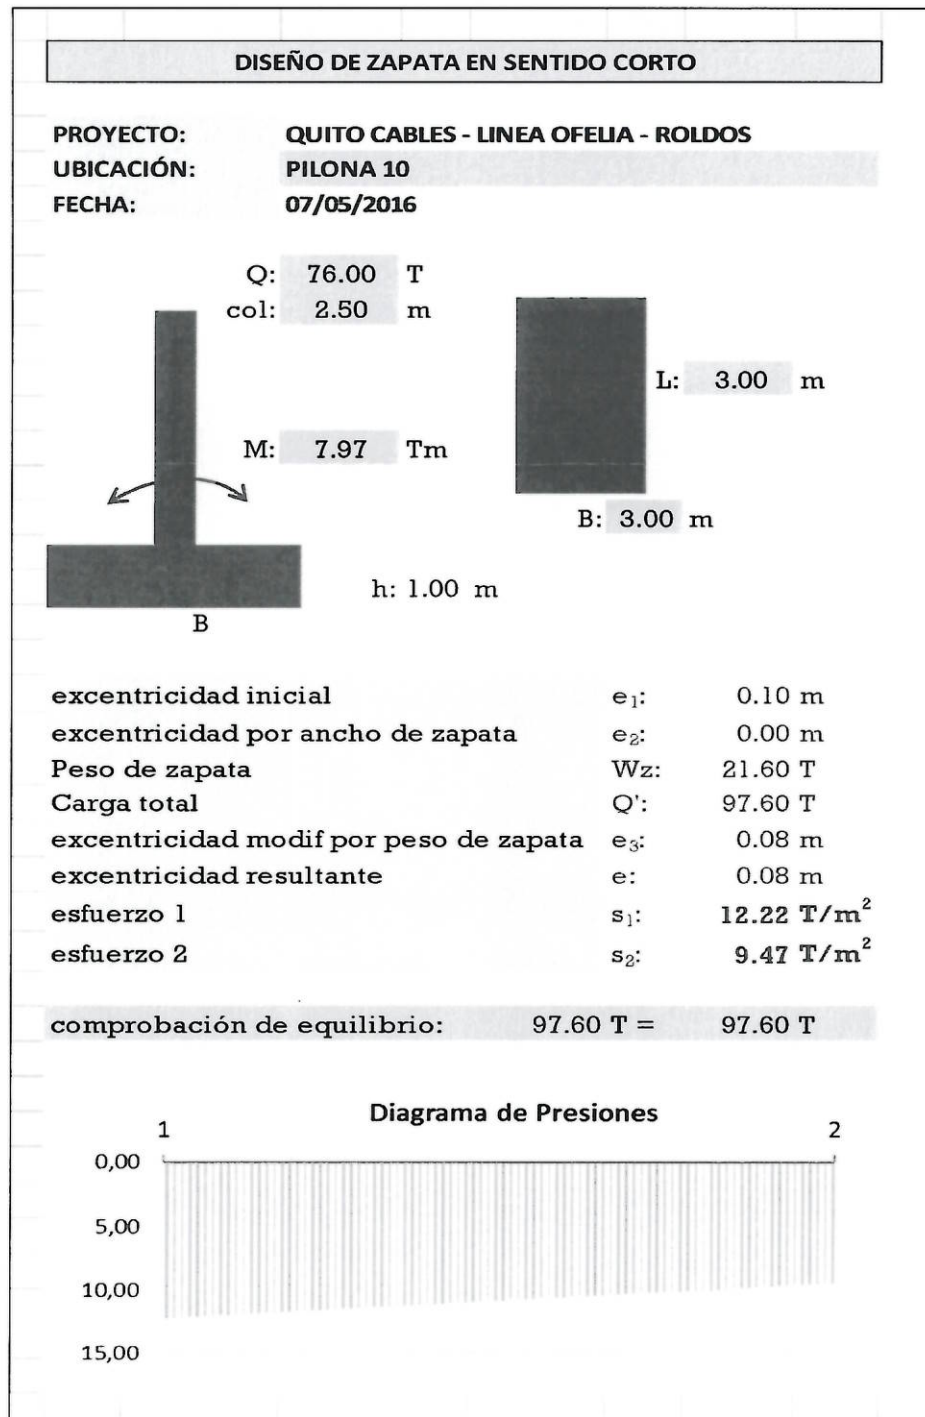 DISEÑO DE ZAPATA EN SENTIDO CORTO
PROYECTO: QUITO CABLES - LINEA OFELIA - ROLDOS
UBICACIÓN: PILONA 10
FECHA: 07/05/2016
Q: 76.00 T
col: 2.50 m
L: 3.00 m
M: 7.97 Tm
B: 3.00 m
h: 1.00 m
B
excentricidad inicial e₁: 0.10 m
excentricidad por ancho de zapata e₂: 0.00 m
Peso de zapata Wz: 21.60 T
Carga total Q': 97.60 T
excentricidad modif por peso de zapata e₃: 0.08 m
excentricidad resultante e: 0.08 m
esfuerzo 1 s₁: 12.22 T/m²
esfuerzo 2 s₂: 9.47 T/m²
comprobación de equilibrio: 97.60 T = 97.60 T
Diagrama de Presiones
1 2
0,00
5,00
10,00
15,00